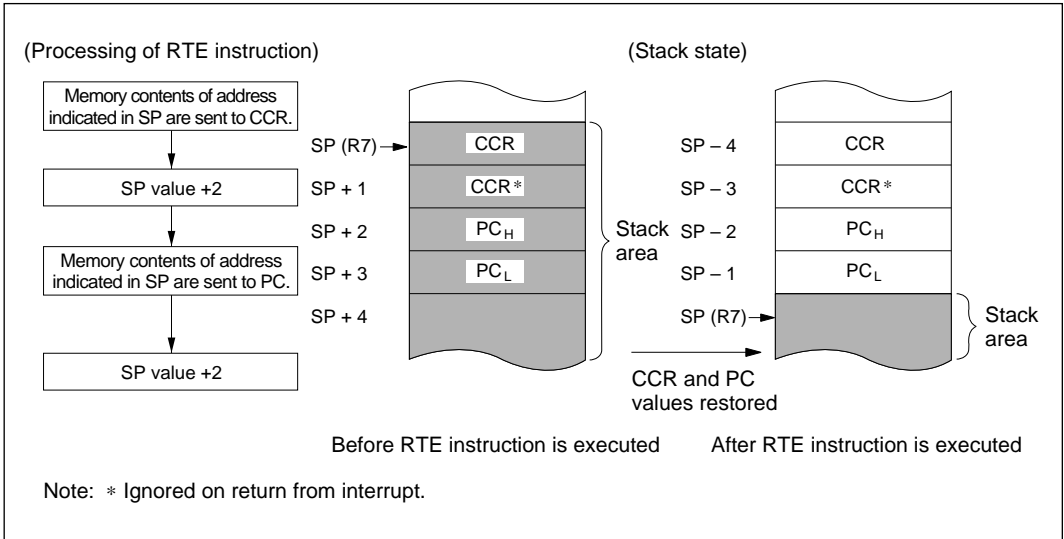 (Processing of RTE instruction)
(Stack state)
Memory contents of address
indicated in SP are sent to CCR.
SP value +2
Memory contents of address
indicated in SP are sent to PC.
SP value +2
SP (R7)
SP + 1
SP + 2
SP + 3
SP + 4
CCR
CCR*
PCH
PCL
Stack
area
SP – 4
SP – 3
SP – 2
SP – 1
SP (R7)
CCR
CCR*
PCH
PCL
Stack
area
CCR and PC
values restored
Before RTE instruction is executed
After RTE instruction is executed
Note: * Ignored on return from interrupt.